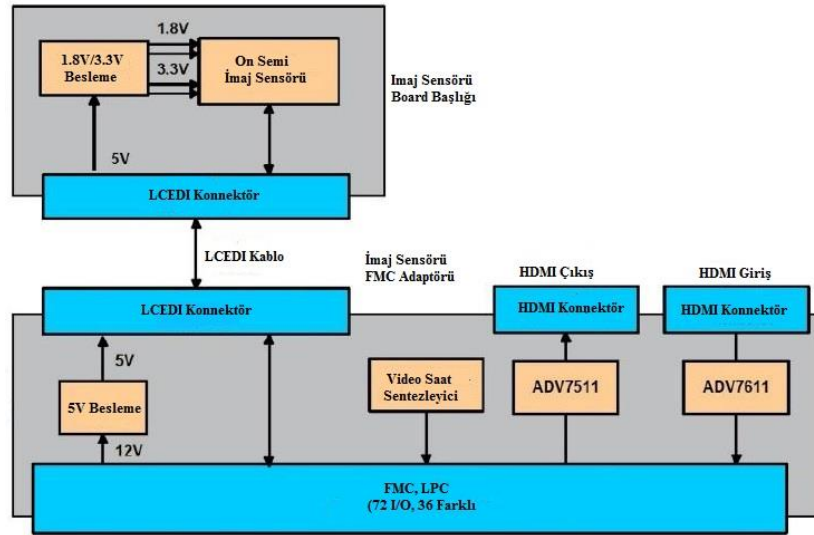 1.8V
1.8V/3.3V
Besleme
3.3V
On Semi
İmaj Sensörü
Imaj Sensörü
Board Başlığı
5V
LCEDI Konnektör
LCEDI Kablo
İmaj Sensörü
FMC Adaptörü
HDMI Çıkış
HDMI Giriş
LCEDI Konnektör
HDMI Konnektör
HDMI Konnektör
5V
5V Besleme
12V
Video Saat
Sentezleyici
ADV7511
ADV7611
FMC, LPC
(72 I/O, 36 Farklı